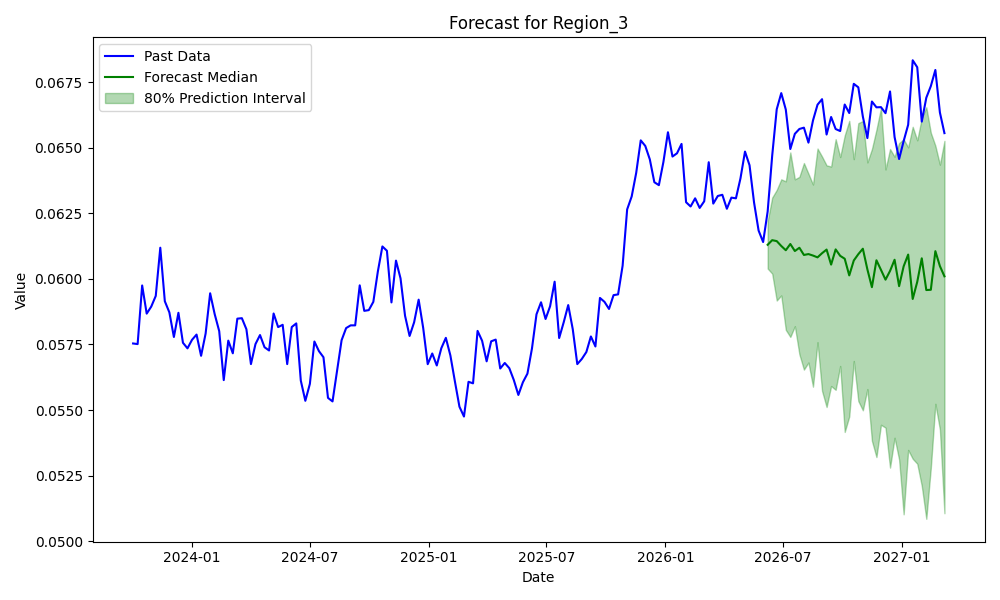 Forecast for Region_3
Past Data
Forecast Median
80% Prediction Interval
Value
0.0675
0.0650
0.0625
0.0600
0.0575
0.0550
0.0525
0.0500
2024-01
2024-07
2025-01
2025-07
2026-01
2026-07
2027-01
Date